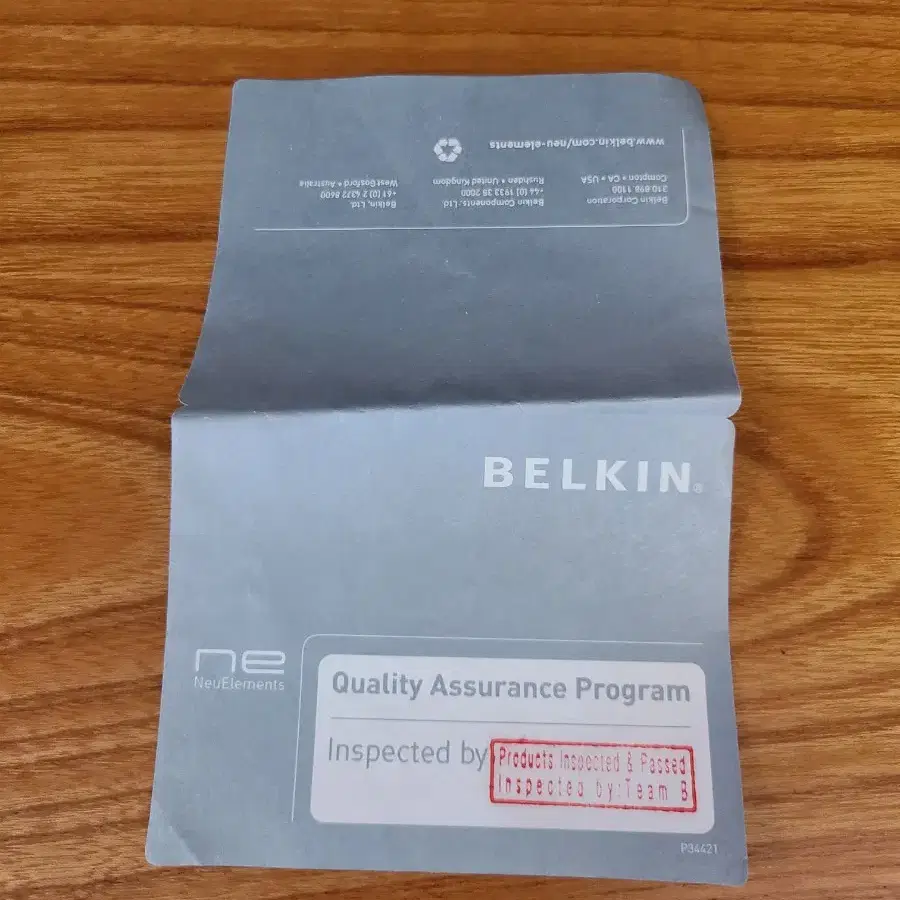 www.belkin.com/neu-elements
Belkin Corporation
310 898 1100
Compton • CA • USA
Belkin Components, Ltd.
+44 (0) 1933 35 2000
Rushden • United Kingdom
Belkin, Ltd.
+61 (0) 2 4372 8600
West Gosford • Australia
BELKIN®
ne
NeuElements
Quality Assurance Program
Inspected by
Products Inspected & Passed
Inspected by:Team B
P34421